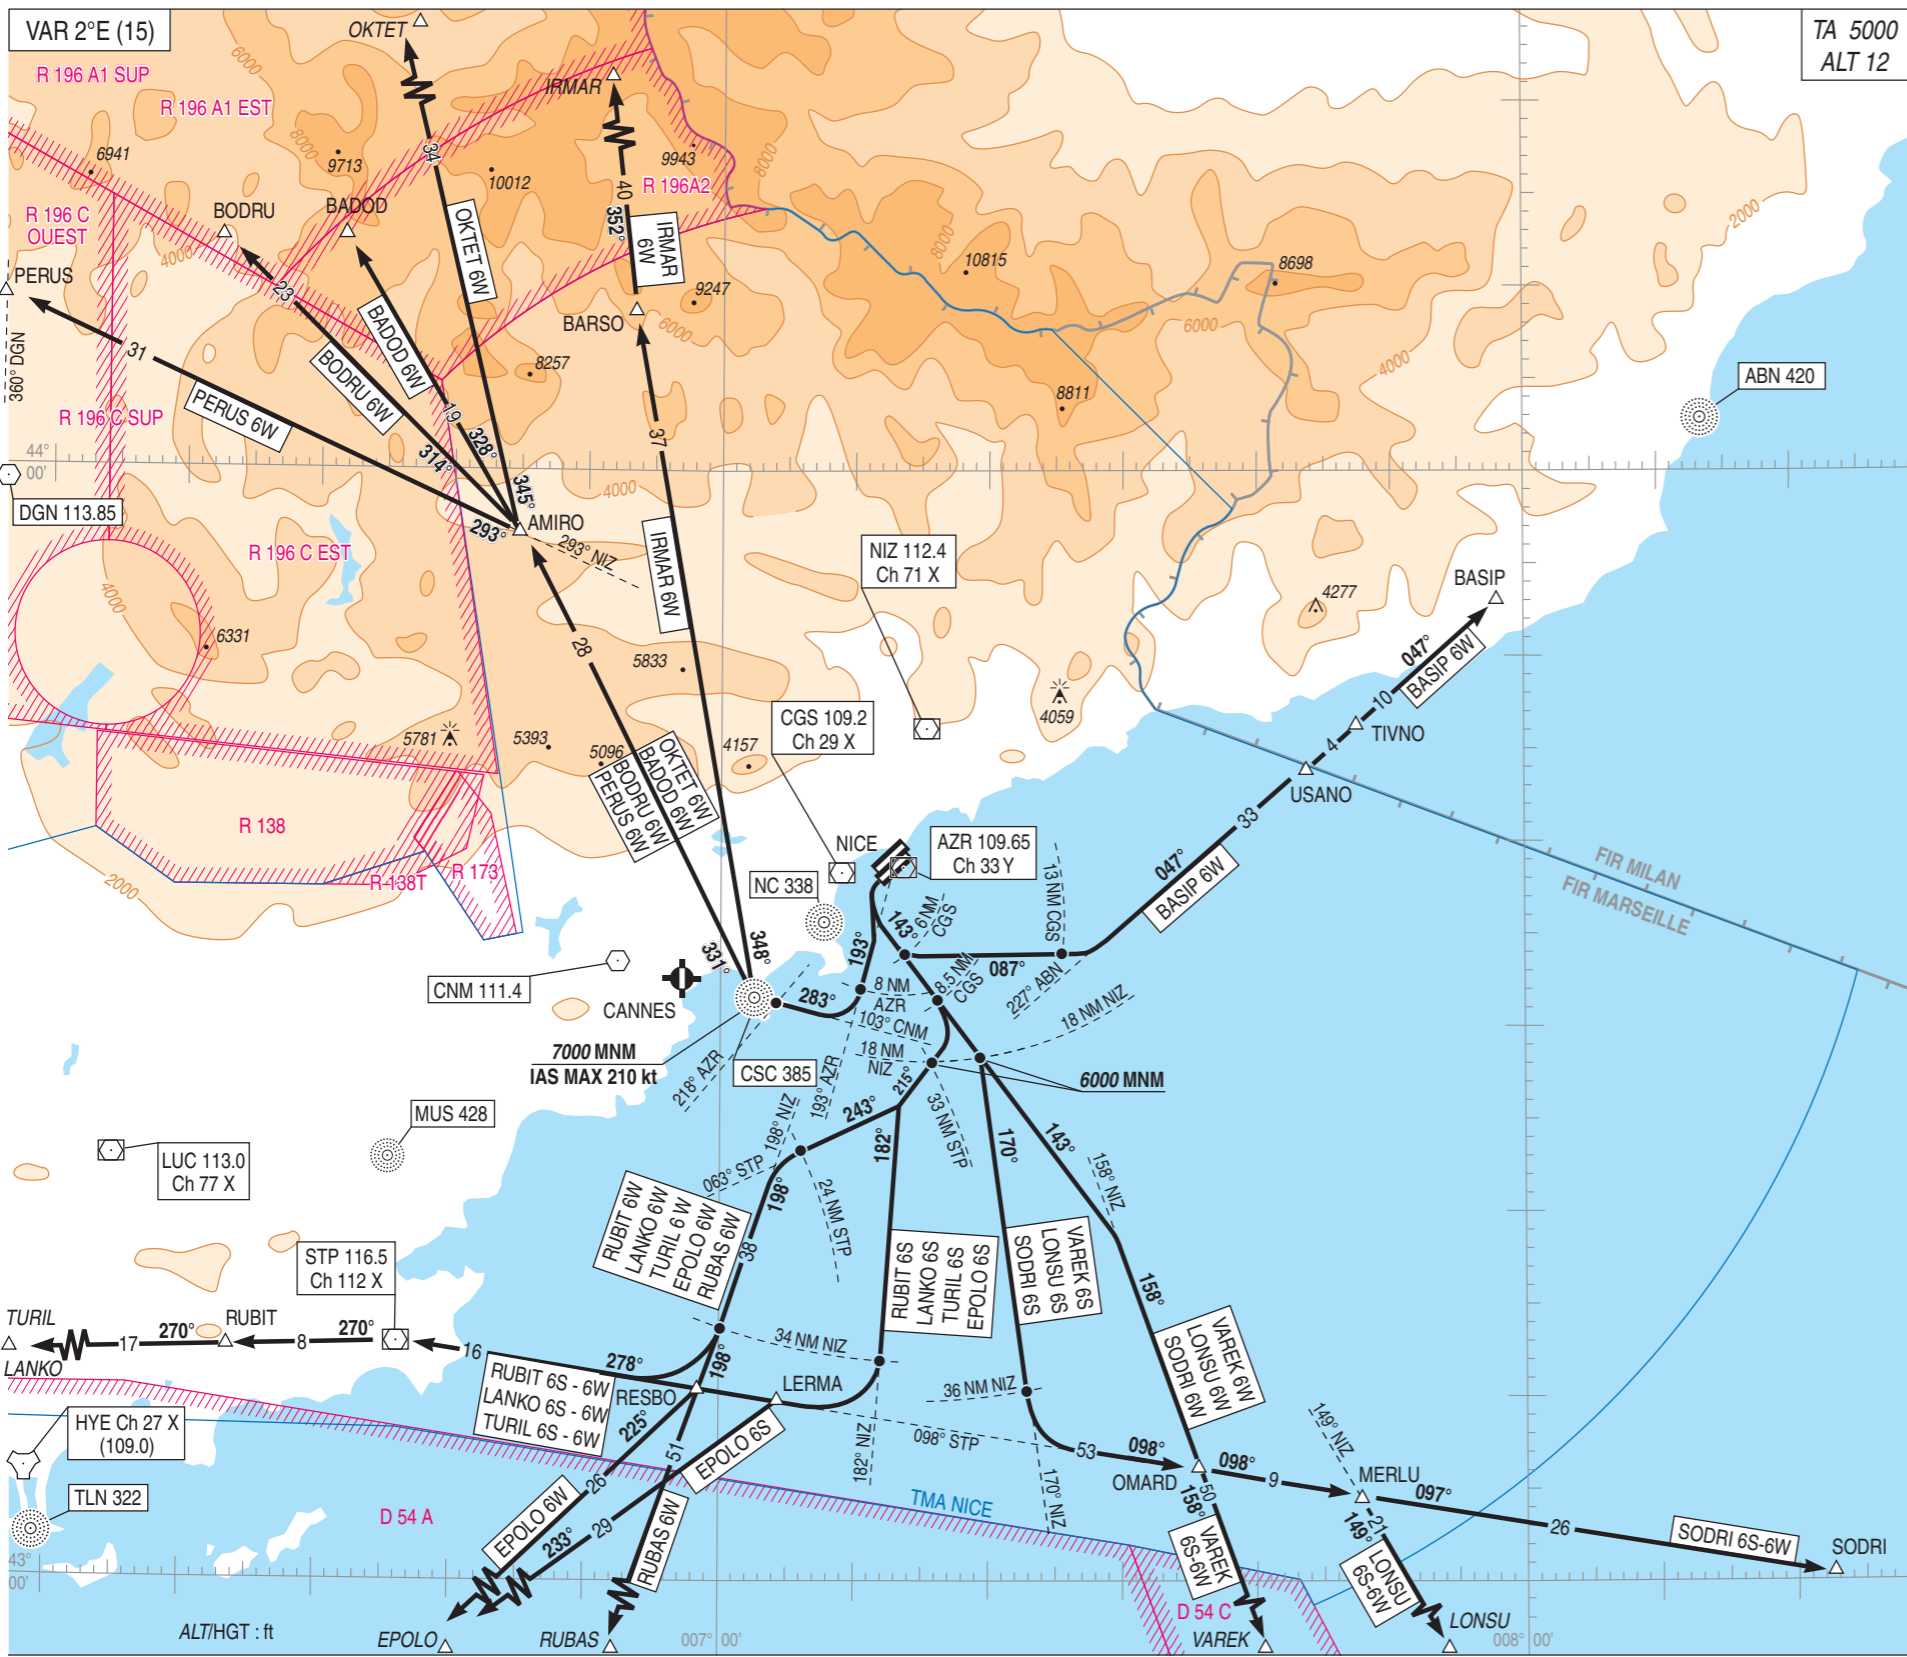 VAR 2°E (15)
OKTET
TA 5000
ALT 12
R 196 A1 SUP
6000
IRMAR
R 196 A1 EST
8000
34
6941
9713
10012
9943
8000
R 196A2
40
352°
R 196 C
OUEST
BODRU
BADOD
OKTET 6W
IRMAR
6W
2000
4000
8000
10815
8698
PERUS
23
9247
BARSO
6000
6000
31
360° DGN
BADOD 6W
BODRU 6W
8257
4000
ABN 420
8811
PERUS 6W
R 196 C SUP
19
328°
314°
37
44°
00'
345°
4000
DGN 113.85
AMIRO
293°
293° NIZ
R 196 C EST
IRMAR 6W
NIZ 112.4
Ch 71 X
4000
BASIP
4277
6331
28
5833
047°
BASIP 6W
10
4059
CGS 109.2
Ch 29 X
5781
5393
5096
4157
TIVNO
4
USANO
OKTET 6W
BADOD 6W
BODRU 6W
PERUS 6W
33
R 138
NICE
AZR 109.65
Ch 33 Y
FIR MILAN
FIR MARSEILLE
2000
R 138T
R 173
NC 338
13 NM CGS
047°
BASIP 6W
143°
6 NM
CGS
193°
331°
348°
CNM 111.4
CANNES
087°
8.5 NM
CGS
227° ABN
283°
8 NM
AZR
103° CNM
18 NM NIZ
7000 MNM
IAS MAX 210 kt
218° AZR
CSC 385
193° AZR
18 NM
NIZ
215°
6000 MNM
MUS 428
198° NIZ
243°
33 NM STP
182°
170°
143°
LUC 113.0
Ch 77 X
063° STP
198°
24 NM STP
158° NIZ
RUBIT 6W
LANKO 6W
TURIL 6 W
EPOLO 6W
RUBAS 6W
38
RUBIT 6S
LANKO 6S
TURIL 6S
EPOLO 6S
VAREK 6S
LONSU 6S
SODRI 6S
158°
STP 116.5
Ch 112 X
TURIL
LANKO
17
270°
RUBIT
8
270°
16
34 NM NIZ
VAREK 6W
LONSU 6W
SODRI 6W
278°
198°
RUBIT 6S - 6W
LANKO 6S - 6W
TURIL 6S - 6W
RESBO
LERMA
36 NM NIZ
HYE Ch 27 X
(109.0)
225°
EPOLO 6S
182° NIZ
098° STP
53
098°
149° NIZ
51
OMARD
098°
9
MERLU
097°
TLN 322
D 54 A
26
170° NIZ
TMA NICE
50
158°
EPOLO 6W
29
233°
RUBAS 6W
VAREK
6S-6W
21
149°
26
SODRI 6S-6W
SODRI
LONSU
6S-6W
43°
00'
D 54 C
ALT/HGT : ft
EPOLO
RUBAS
007° 00'
VAREK
LONSU
008° 00'